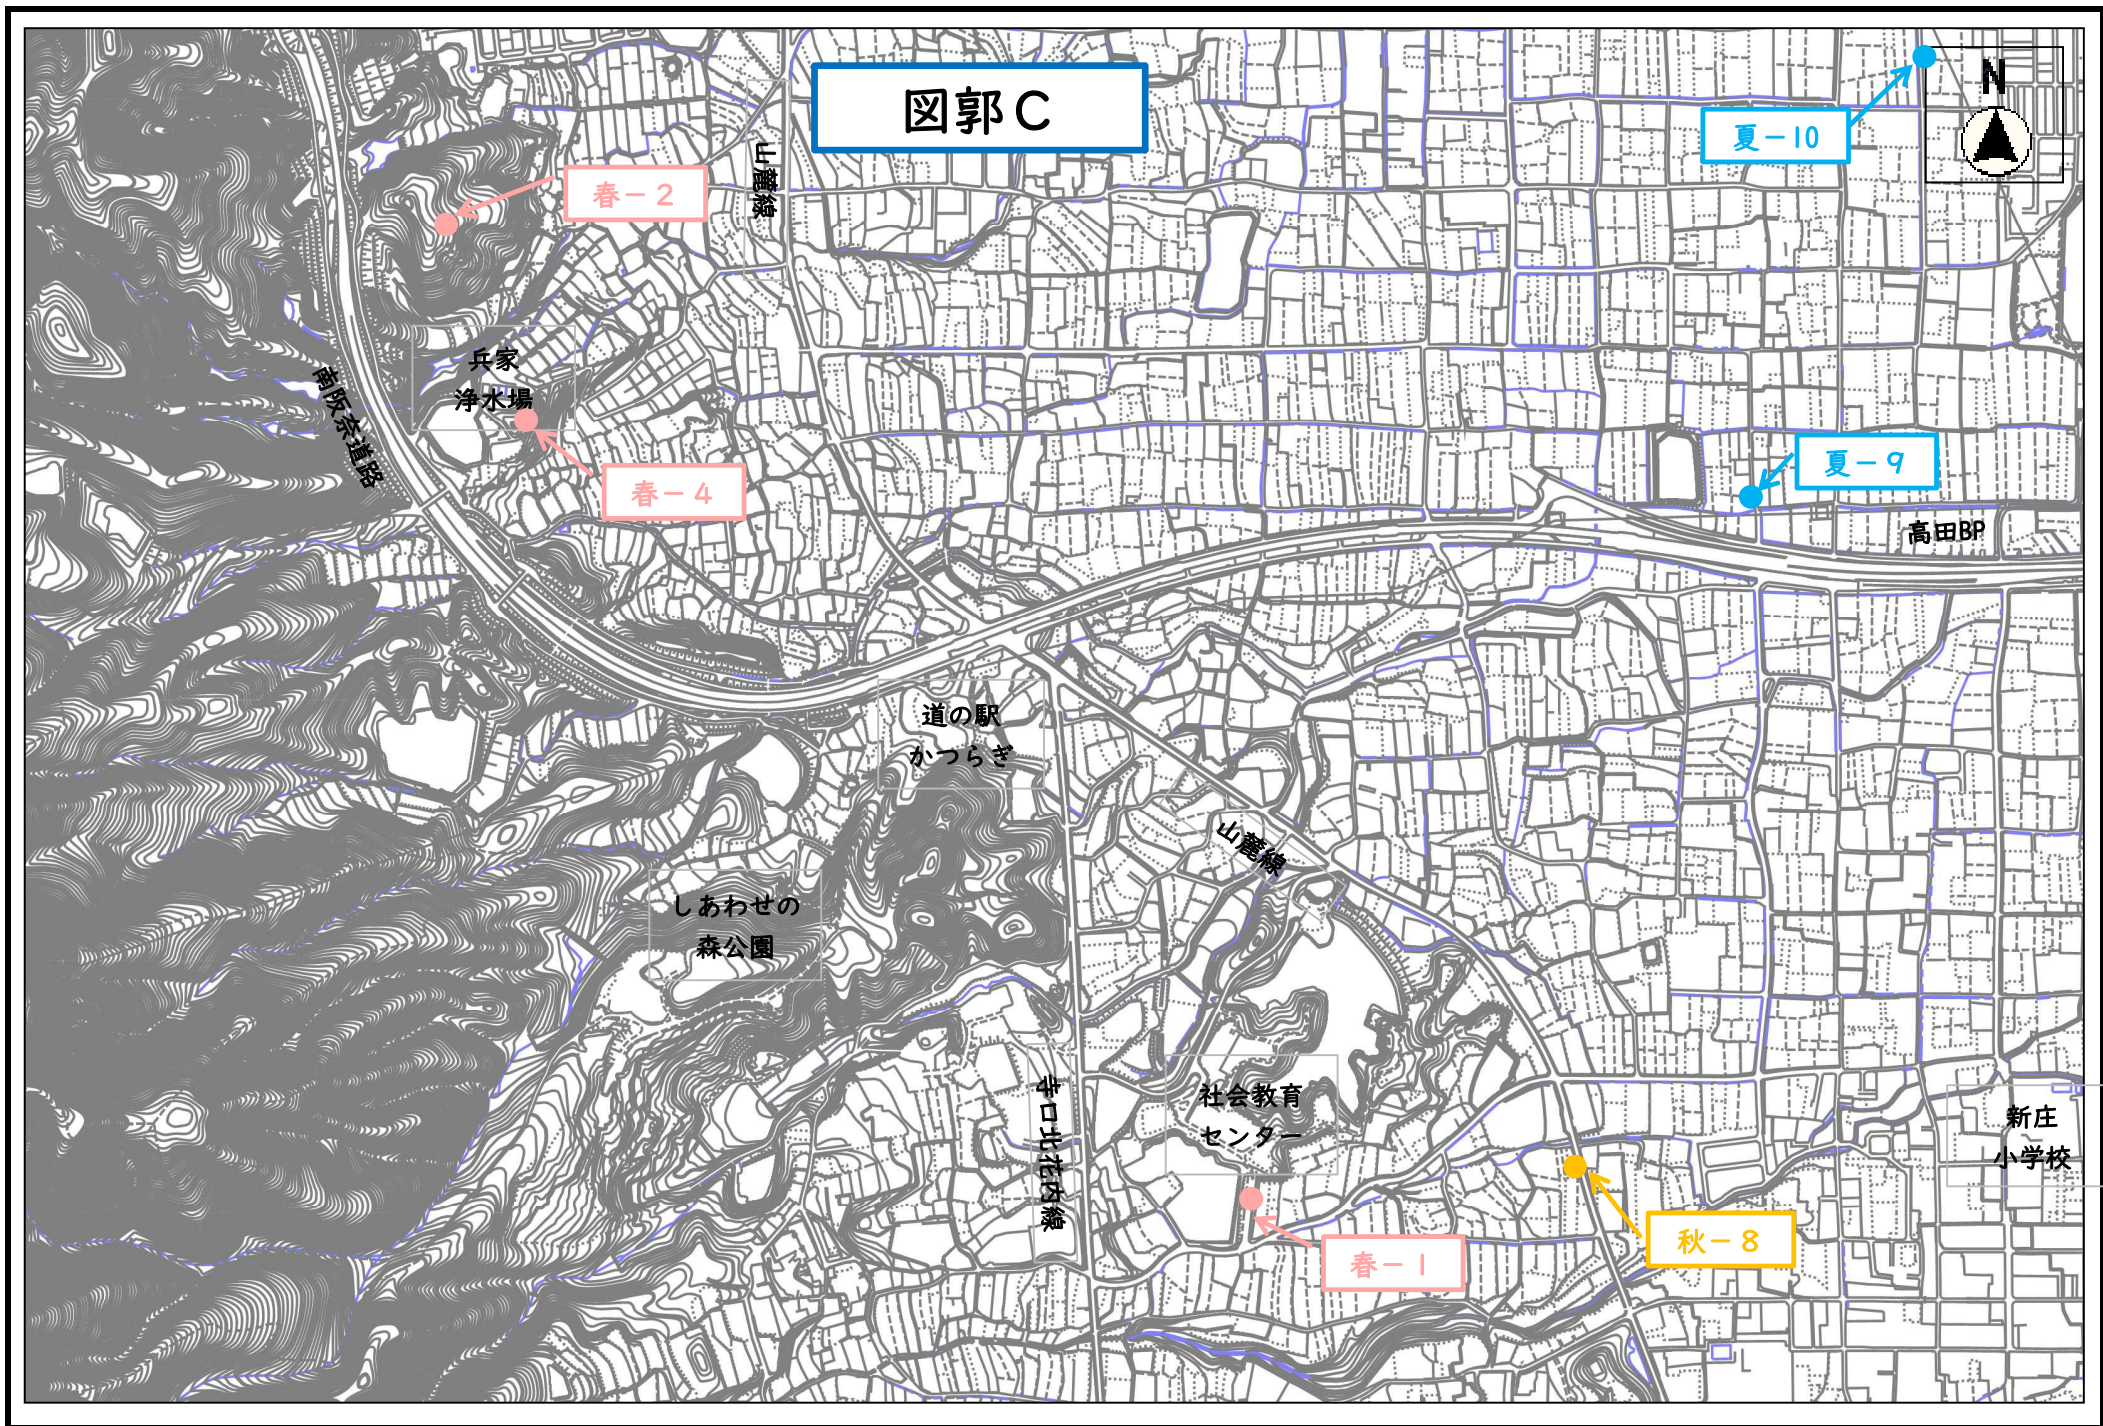 図郭C
N
夏-10
山麓線
春-2
兵家
浄水場
南阪奈道路
春-4
夏-9
高田BP
道の駅
かつらぎ
山麓線
しあわせの
森公園
寺口北花内線
社会教育
センター
新庄
小学校
秋-8
春-1